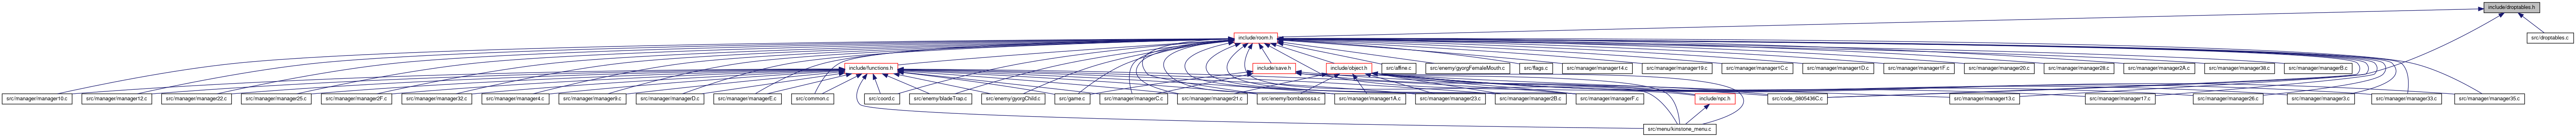 include/droptables.h
include/room.h
src/droptables.c
include/functions.h
include/save.h
include/object.h
src/affine.c
src/enemy/gyorgFemaleMouth.c
src/flags.c
src/manager/manager14.c
src/manager/manager19.c
src/manager/manager1C.c
src/manager/manager1D.c
src/manager/manager1F.c
src/manager/manager20.c
src/manager/manager28.c
src/manager/manager2A.c
src/manager/manager38.c
src/manager/managerB.c
src/manager/manager10.c
src/manager/manager12.c
src/manager/manager22.c
src/manager/manager25.c
src/manager/manager2F.c
src/manager/manager32.c
src/manager/manager4.c
src/manager/manager9.c
src/manager/managerD.c
src/manager/managerE.c
src/common.c
src/coord.c
src/enemy/bladeTrap.c
src/enemy/gyorgChild.c
src/game.c
src/manager/managerC.c
src/manager/manager21.c
src/enemy/bombarossa.c
src/manager/manager1A.c
src/manager/manager23.c
src/manager/manager2B.c
src/manager/managerF.c
include/npc.h
src/code_0805436C.c
src/manager/manager13.c
src/manager/manager17.c
src/manager/manager26.c
src/manager/manager3.c
src/manager/manager33.c
src/manager/manager35.c
src/menu/kinstone_menu.c